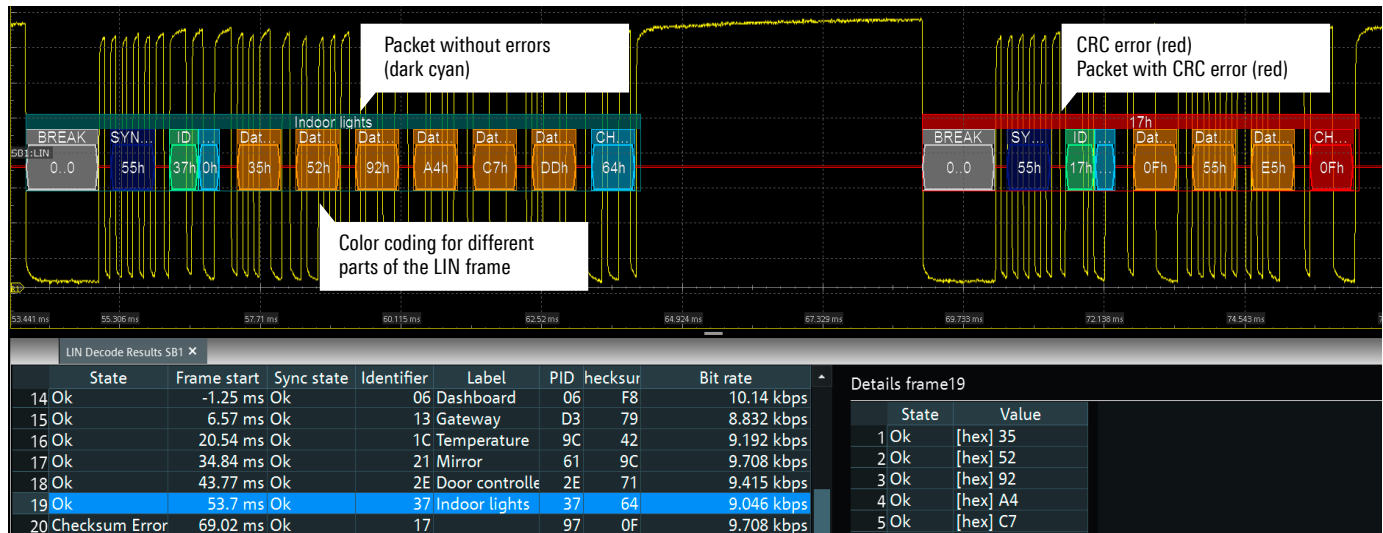 Packet without errors
(dark cyan)
CRC error (red)
Packet with CRC error (red)
Indoor lights
17h
BREAK SYN... ID Dat... Dat... Dat... Dat... Dat... Dat... CH...
BREAK SY... ID Dat... Dat... Dat... CH...
SB1:LIN
0..0 55h 37h 0h 35h 52h 92h A4h C7h DDh 64h
0..0 55h 17h ... 0Fh 55h E5h 0Fh
Color coding for different
parts of the LIN frame
53.441 ms 55.306 ms 57.71 ms 60.115 ms 62.52 ms 64.924 ms 67.329 ms 69.733 ms 72.138 ms 74.543 ms
LIN Decode Results SB1 ×
State Frame start Sync state Identifier Label PID hecksur Bit rate
14 Ok -1.25 ms Ok 06 Dashboard 06 F8 10.14 kbps
15 Ok 6.57 ms Ok 13 Gateway D3 79 8.832 kbps
16 Ok 20.54 ms Ok 1C Temperature 9C 42 9.192 kbps
17 Ok 34.84 ms Ok 21 Mirror 61 9C 9.708 kbps
18 Ok 43.77 ms Ok 2E Door controlle 2E 71 9.415 kbps
19 Ok 53.7 ms Ok 37 Indoor lights 37 64 9.046 kbps
20 Checksum Error 69.02 ms Ok 17 97 0F 9.708 kbps
Details frame19
State Value
1 Ok [hex] 35
2 Ok [hex] 52
3 Ok [hex] 92
4 Ok [hex] A4
5 Ok [hex] C7